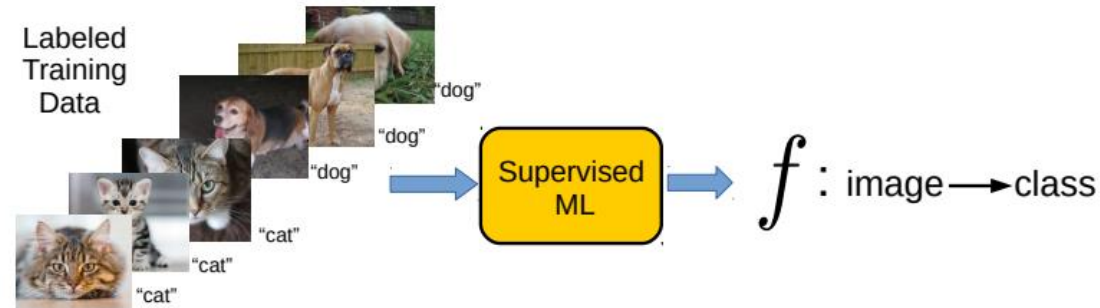 Labeled
Training
Data
“dog”
“dog”
“dog”
“cat”
“cat”
“cat”
Supervised
ML
f : image → class